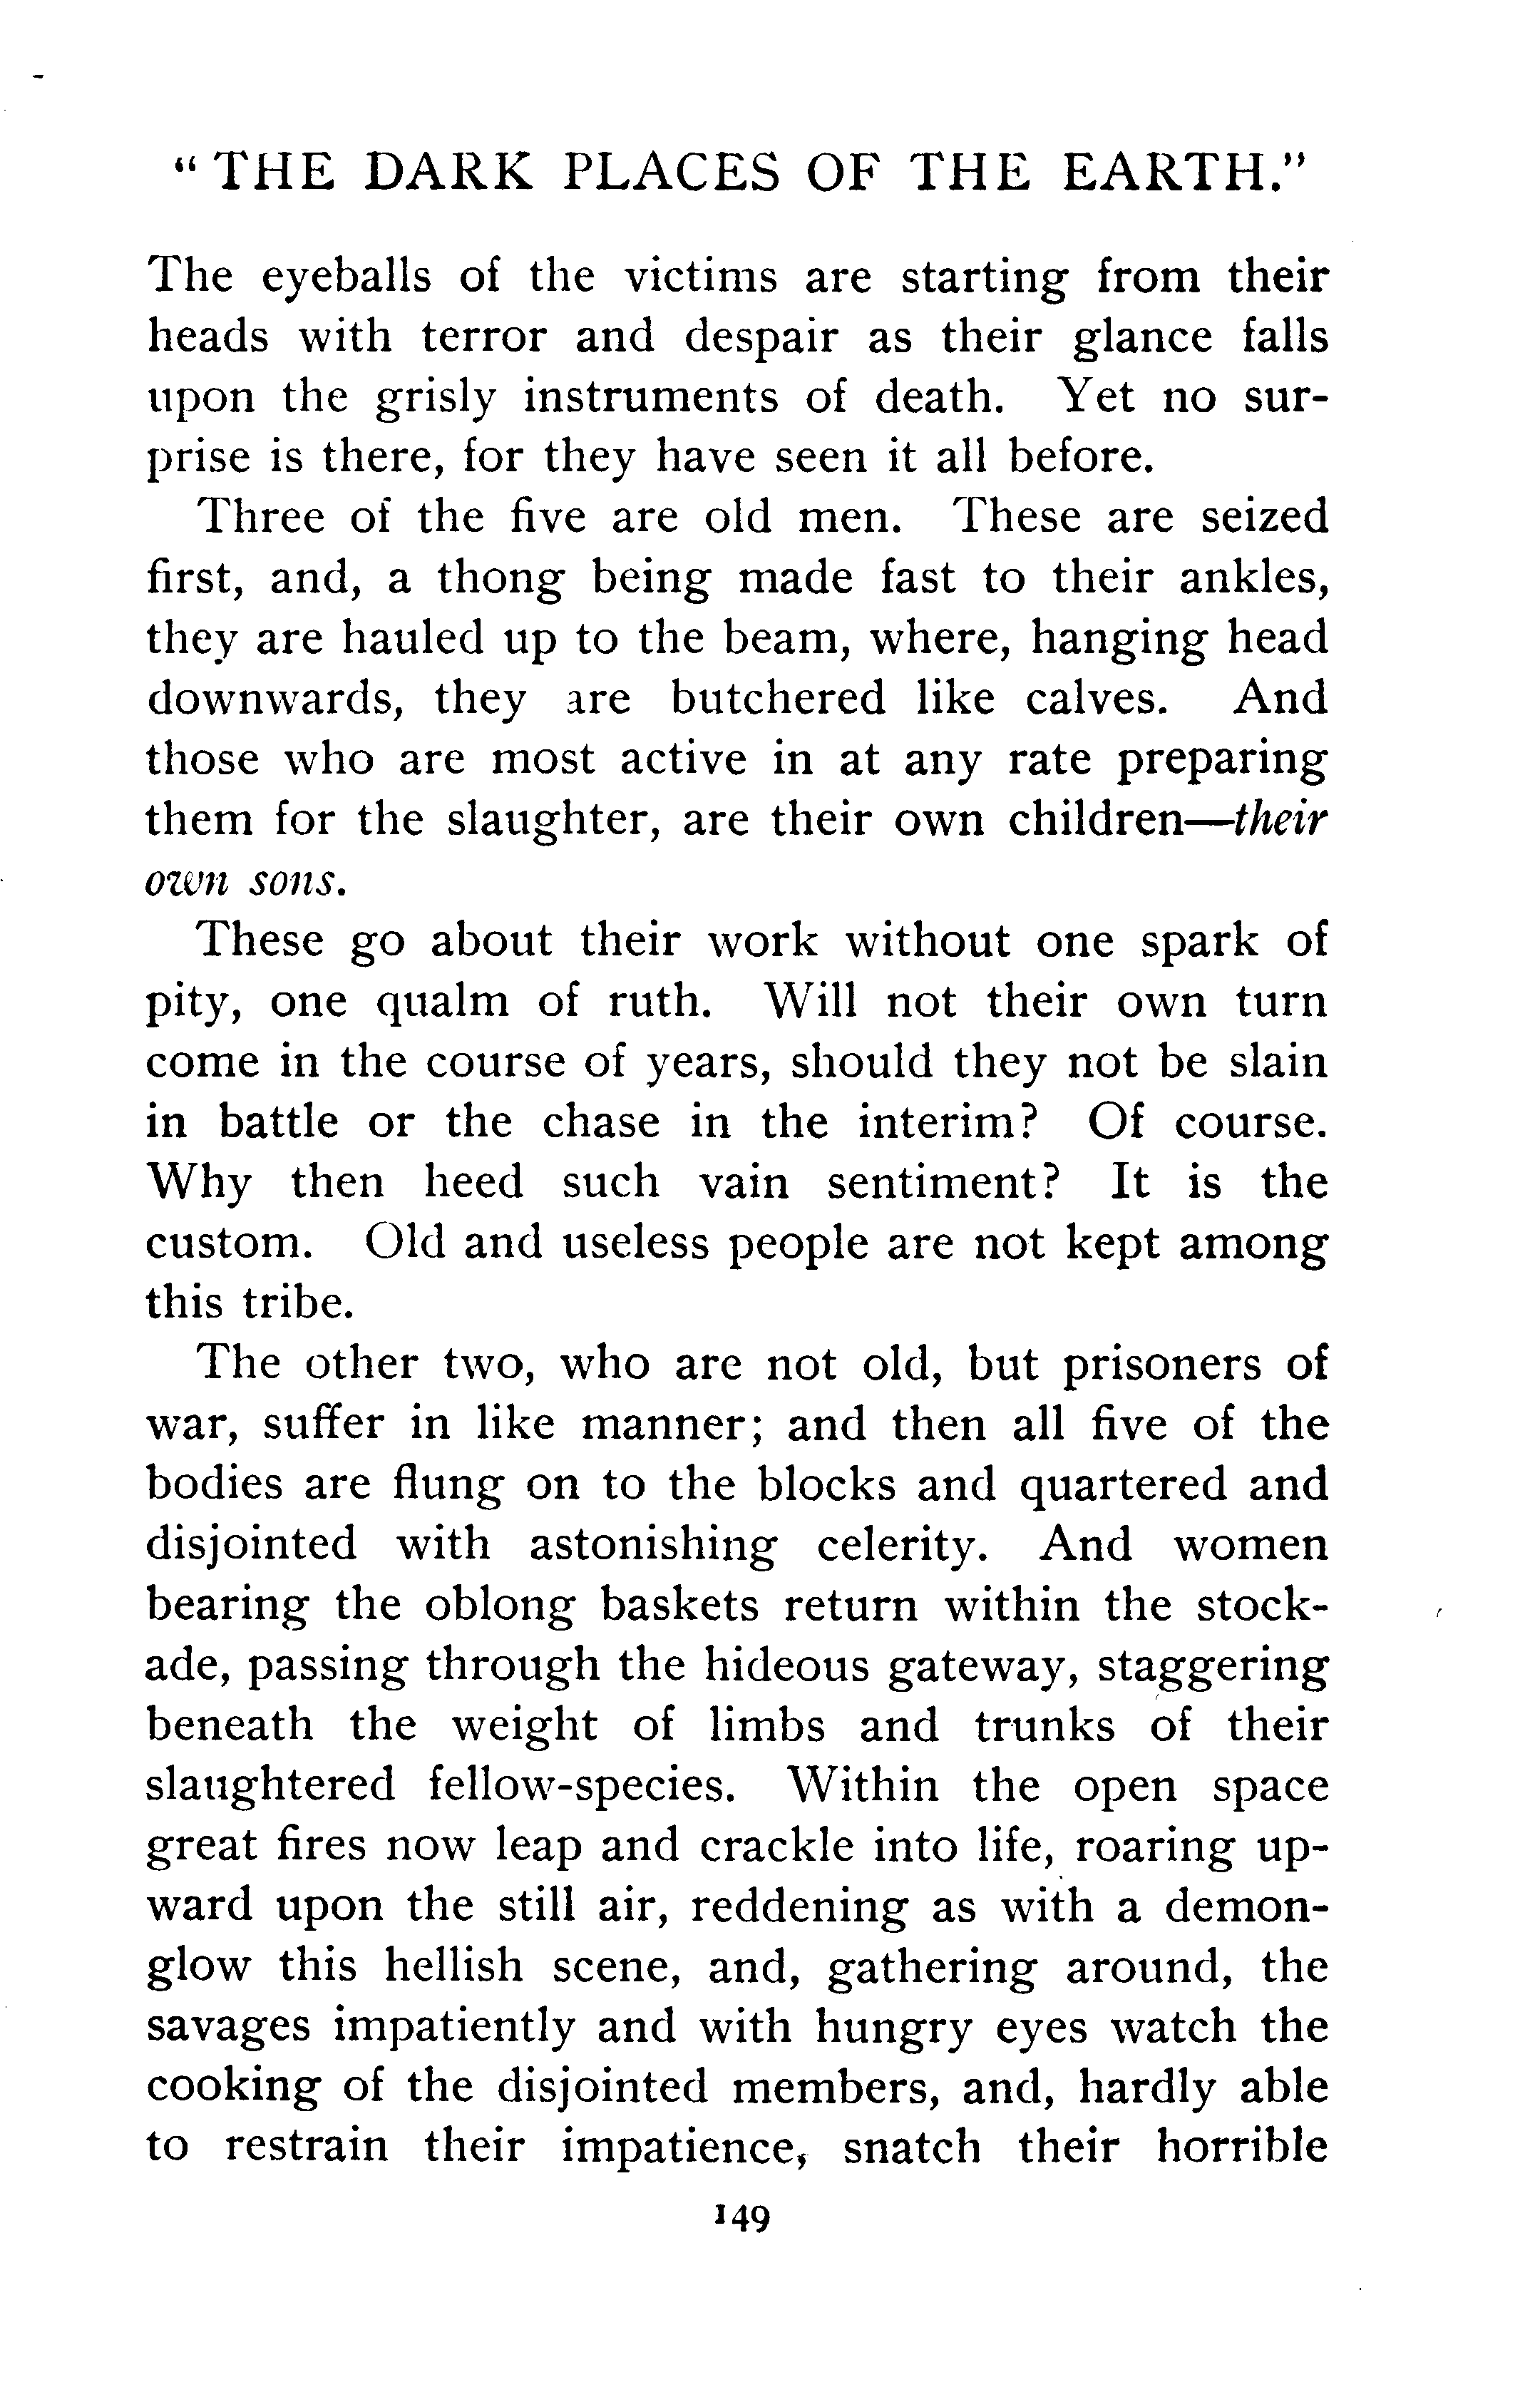 “THE DARK PLACES OF THE EARTH.”
The eyeballs of the victims are starting from their
heads with terror and despair as their glance falls
upon the grisly instruments of death. Yet no sur-
prise is there, for they have seen it all before.
Three of the five are old men. These are seized
first, and, a thong being made fast to their ankles,
they are hauled up to the beam, where, hanging head
downwards, they are butchered like calves. And
those who are most active in at any rate preparing
them for the slaughter, are their own children—their
own sons.
These go about their work without one spark of
pity, one qualm of ruth. Will not their own turn
come in the course of years, should they not be slain
in battle or the chase in the interim? Of course.
Why then heed such vain sentiment? It is the
custom. Old and useless people are not kept among
this tribe.
The other two, who are not old, but prisoners of
war, suffer in like manner; and then all five of the
bodies are flung on to the blocks and quartered and
disjointed with astonishing celerity. And women
bearing the oblong baskets return within the stock-
ade, passing through the hideous gateway, staggering
beneath the weight of limbs and trunks of their
slaughtered fellow-species. Within the open space
great fires now leap and crackle into life, roaring up-
ward upon the still air, reddening as with a demon-
glow this hellish scene, and, gathering around, the
savages impatiently and with hungry eyes watch the
cooking of the disjointed members, and, hardly able
to restrain their impatience, snatch their horrible
149